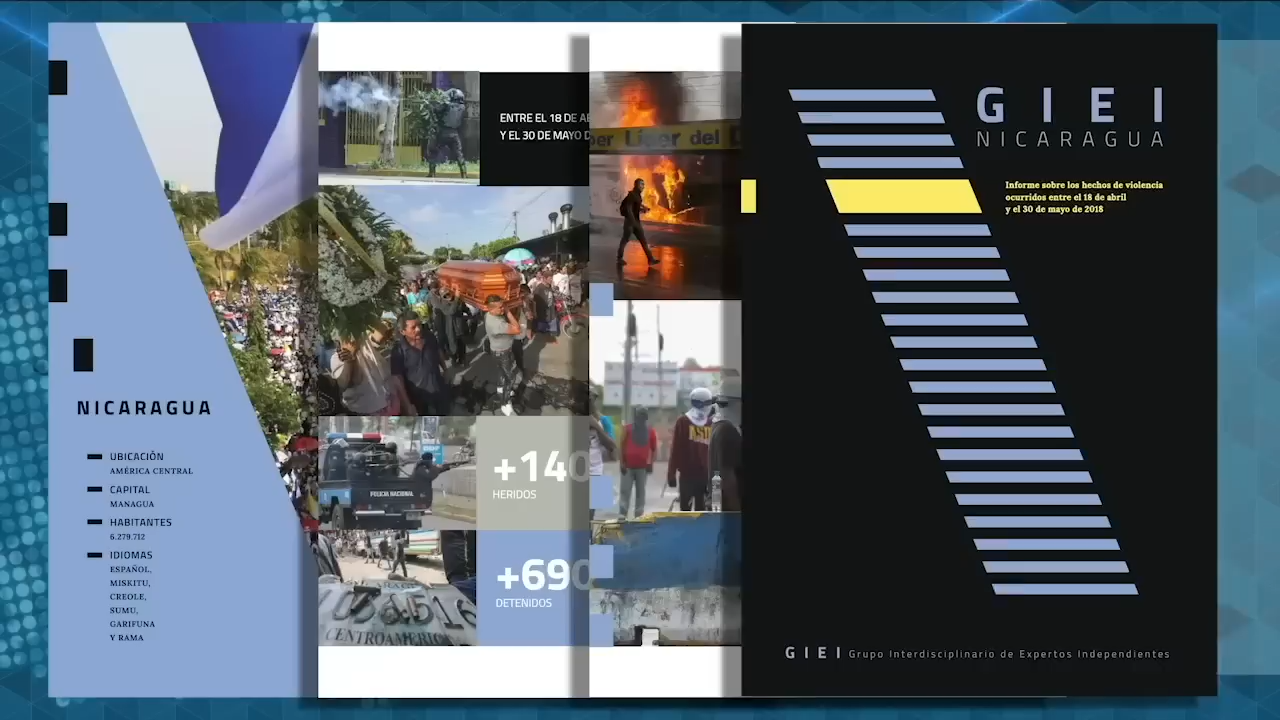 NICARAGUA
UBICACIÓN
AMÉRICA CENTRAL
CAPITAL
MANAGUA
HABITANTES
6.279.712
IDIOMAS
ESPAÑOL,
MISKITU,
CREOLE,
SUMU,
GARIFUNA
Y RAMA
ENTRE EL 18 DE
Y EL 30 DE MAYO
POLICIA NACIONAL
+140
HERIDOS
+690
DETENIDOS
CENTROAMERICA
Líder del
GIEI
NICARAGUA
Informe sobre los hechos de violencia
ocurridos entre el 18 de abril
y el 30 de mayo de 2018
GIEI Grupo Interdisciplinario de Expertos Independientes